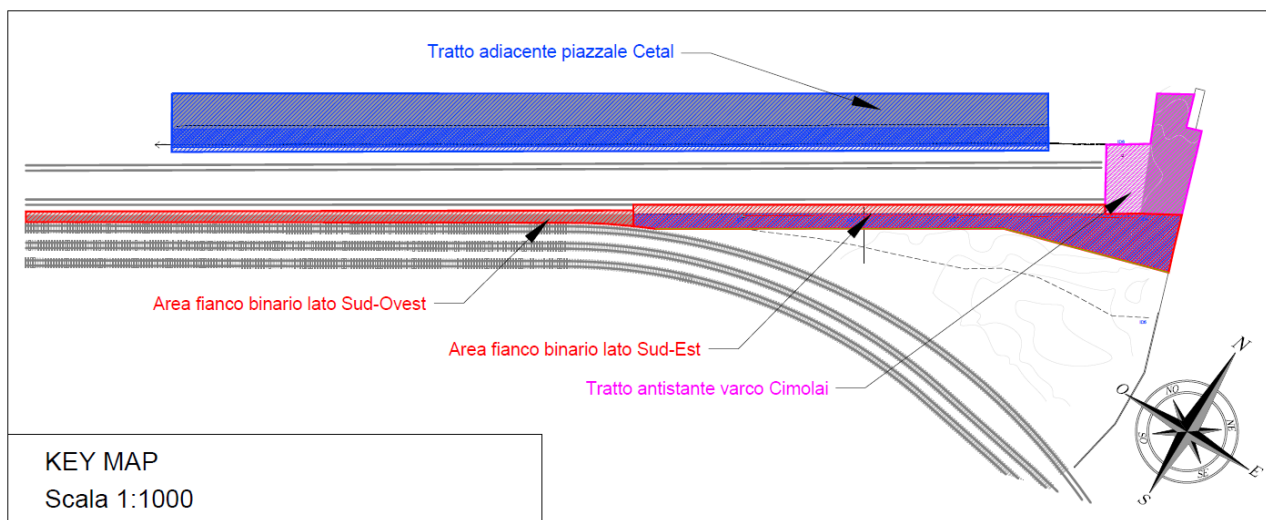 Tratto adiacente piazzale Cetal
Area fianco binario lato Sud-Ovest
Area fianco binario lato Sud-Est
Tratto antistante varco Cimolai
N
O
NO
NE
SO
SE
E
S
KEY MAP
Scala 1:1000